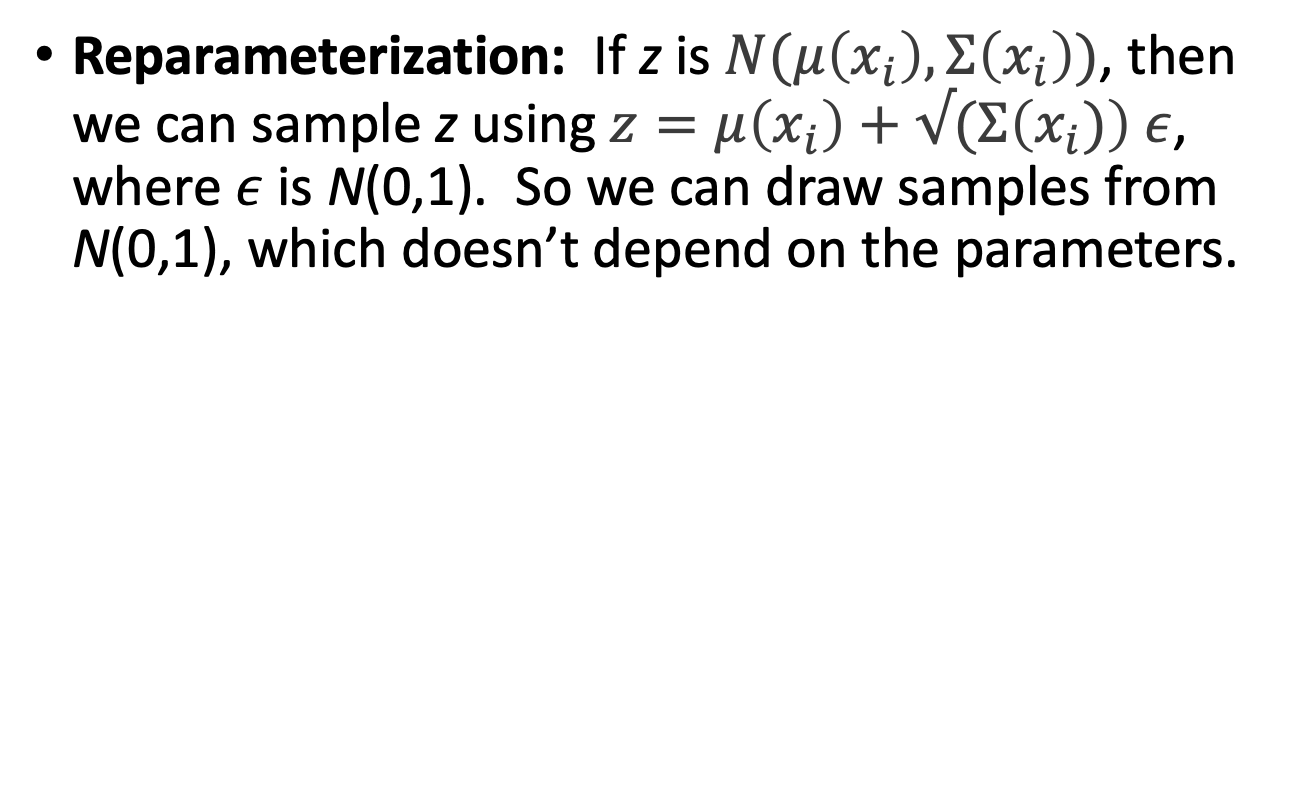 • Reparameterization:  If z is 𝑁(𝜇(𝑥ᵢ), Σ(𝑥ᵢ)), then
we can sample z using 𝑧 = 𝜇(𝑥ᵢ) + √(Σ(𝑥ᵢ)) 𝜖,
where 𝜖 is N(0,1).  So we can draw samples from
N(0,1), which doesn’t depend on the parameters.